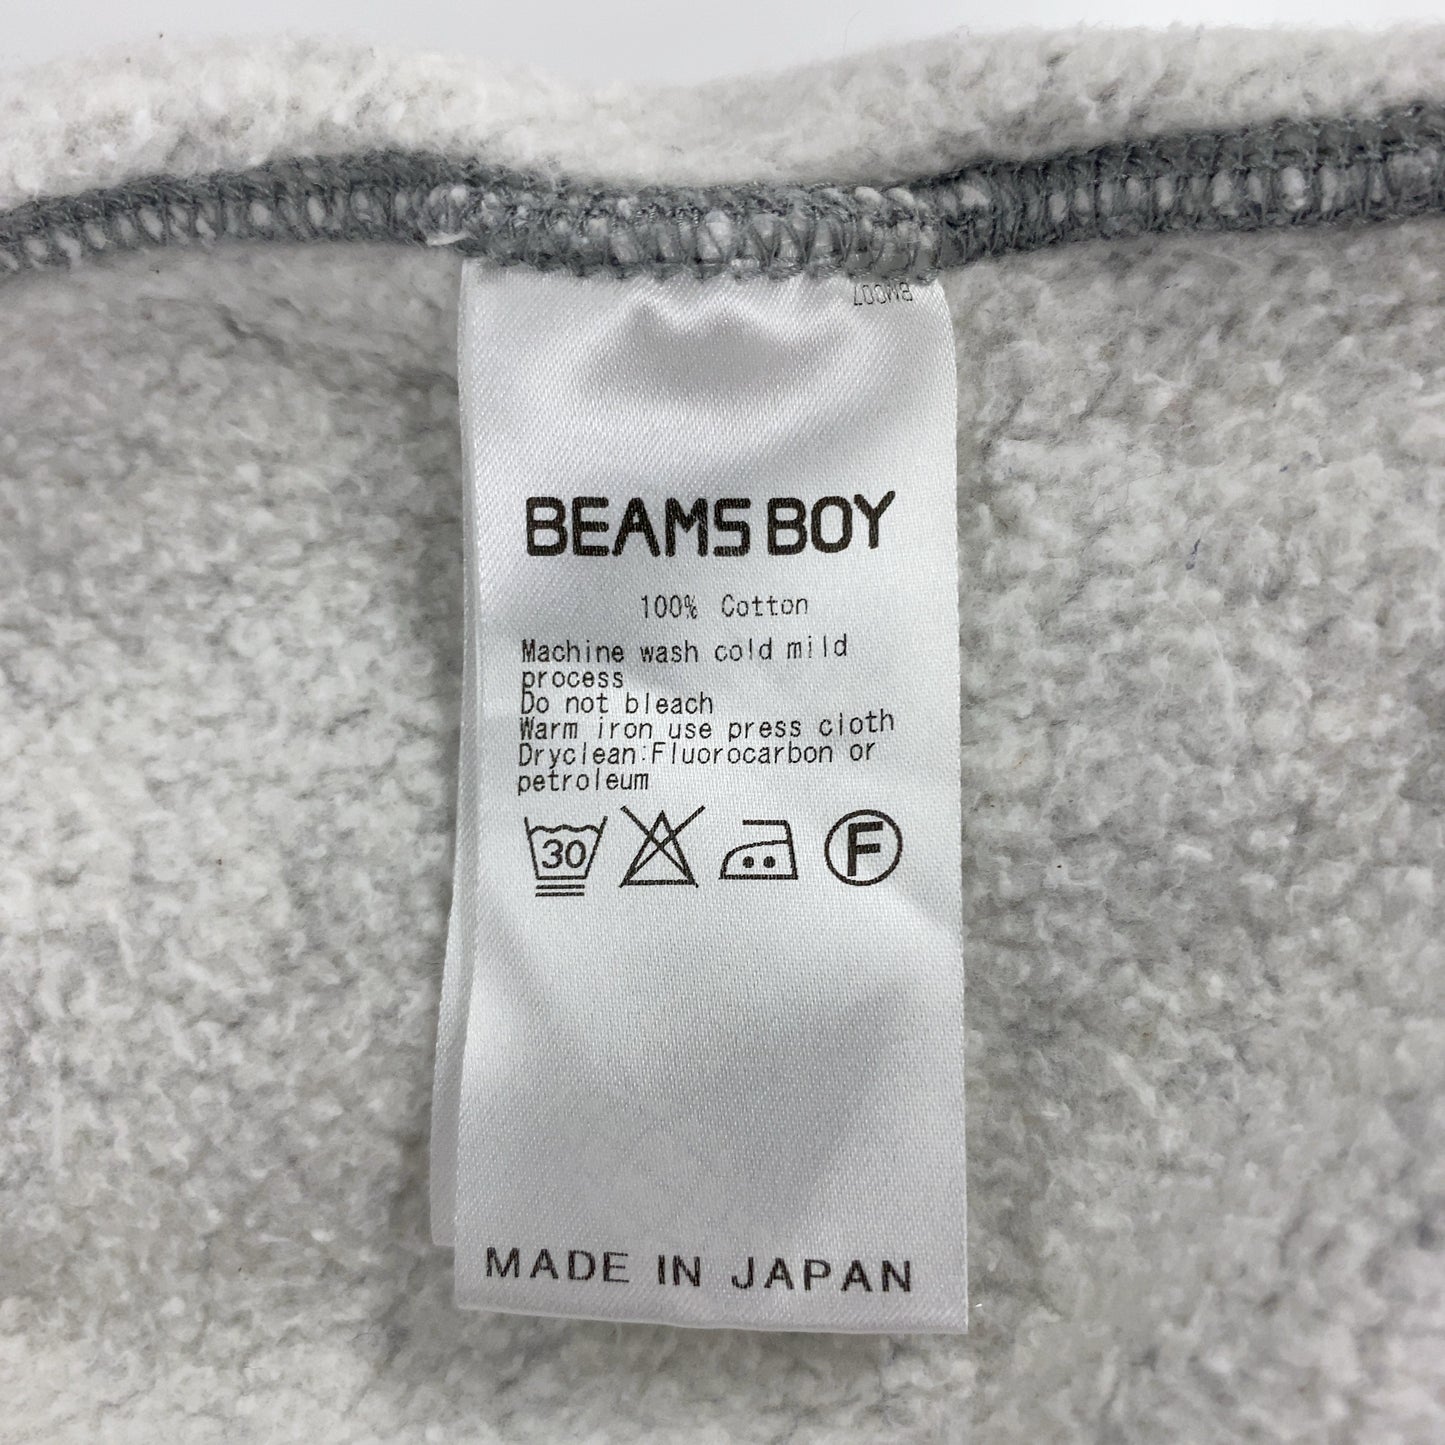 BMC07
BEAMS BOY
100% Cotton
Machine wash cold mild
process
Do not bleach
Warm iron use press cloth
Dryclean:Fluorocarbon or
petroleum
30
F
MADE IN JAPAN